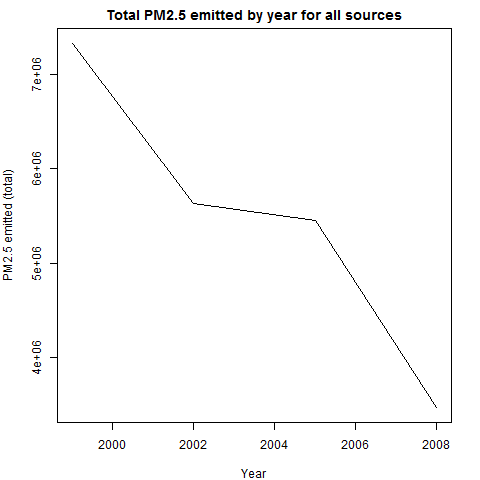 Total PM2.5 emitted by year for all sources
PM2.5 emitted (total)
7e+06
6e+06
5e+06
4e+06
2000 2002 2004 2006 2008
Year